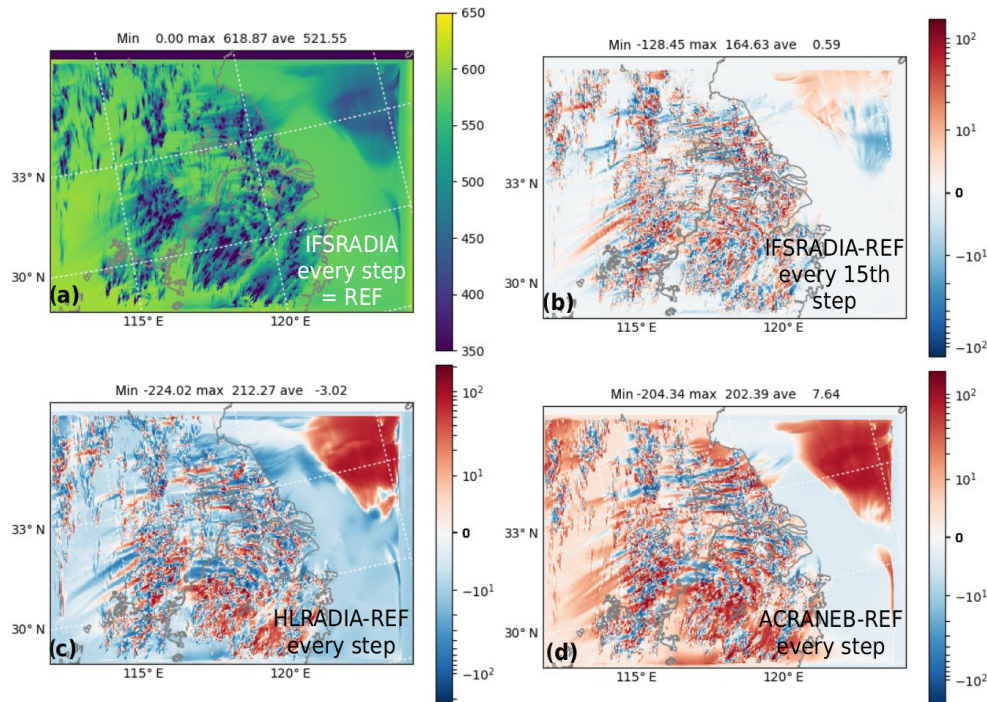 Min 0.00 max 618.87 ave 521.55
650
600
550
500
450
400
350
33° N
30° N
115° E
120° E
IFSRADIA
every step
= REF
(a)
Min -128.45 max 164.63 ave 0.59
10²
10¹
0
−10¹
−10²
33° N
30° N
115° E
120° E
IFSRADIA-REF
every 15th
step
(b)
Min -224.02 max 212.27 ave -3.02
10²
10¹
0
−10¹
−10²
33° N
30° N
115° E
120° E
HLRADIA-REF
every step
(c)
Min -204.34 max 202.39 ave 7.64
10²
10¹
0
−10¹
−10²
33° N
30° N
115° E
120° E
ACRANEB-REF
every step
(d)